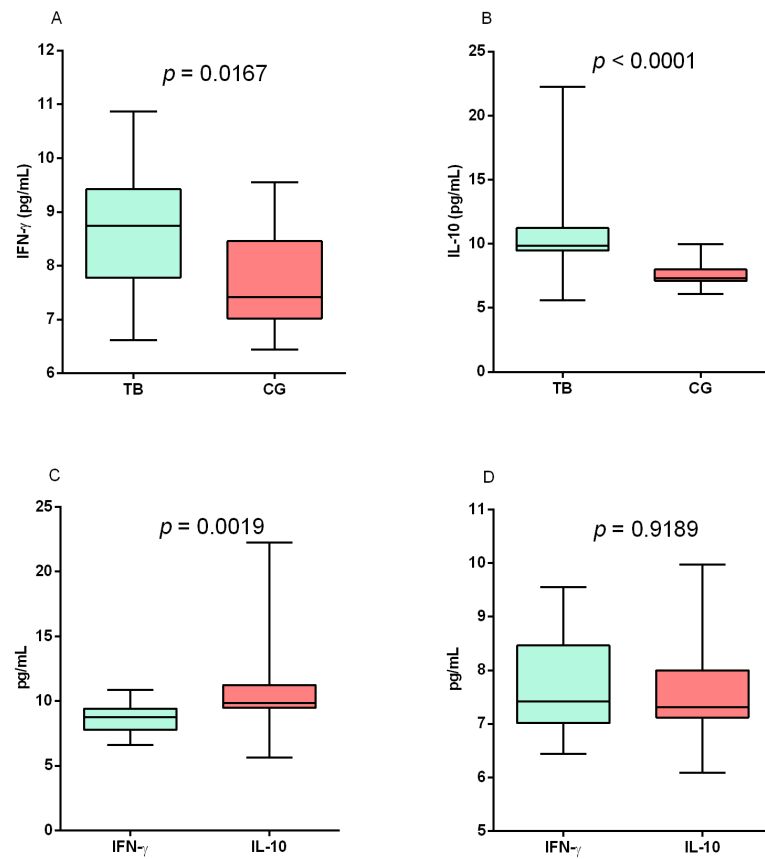 A
p = 0.0167
IFN-γ (pg/mL)
12
11
10
9
8
7
6
TB
CG
B
p < 0.0001
IL-10 (pg/mL)
25
20
15
10
5
0
TB
CG
C
p = 0.0019
pg/mL
25
20
15
10
5
0
IFN-γ
IL-10
D
p = 0.9189
pg/mL
11
10
9
8
7
6
5
IFN-γ
IL-10